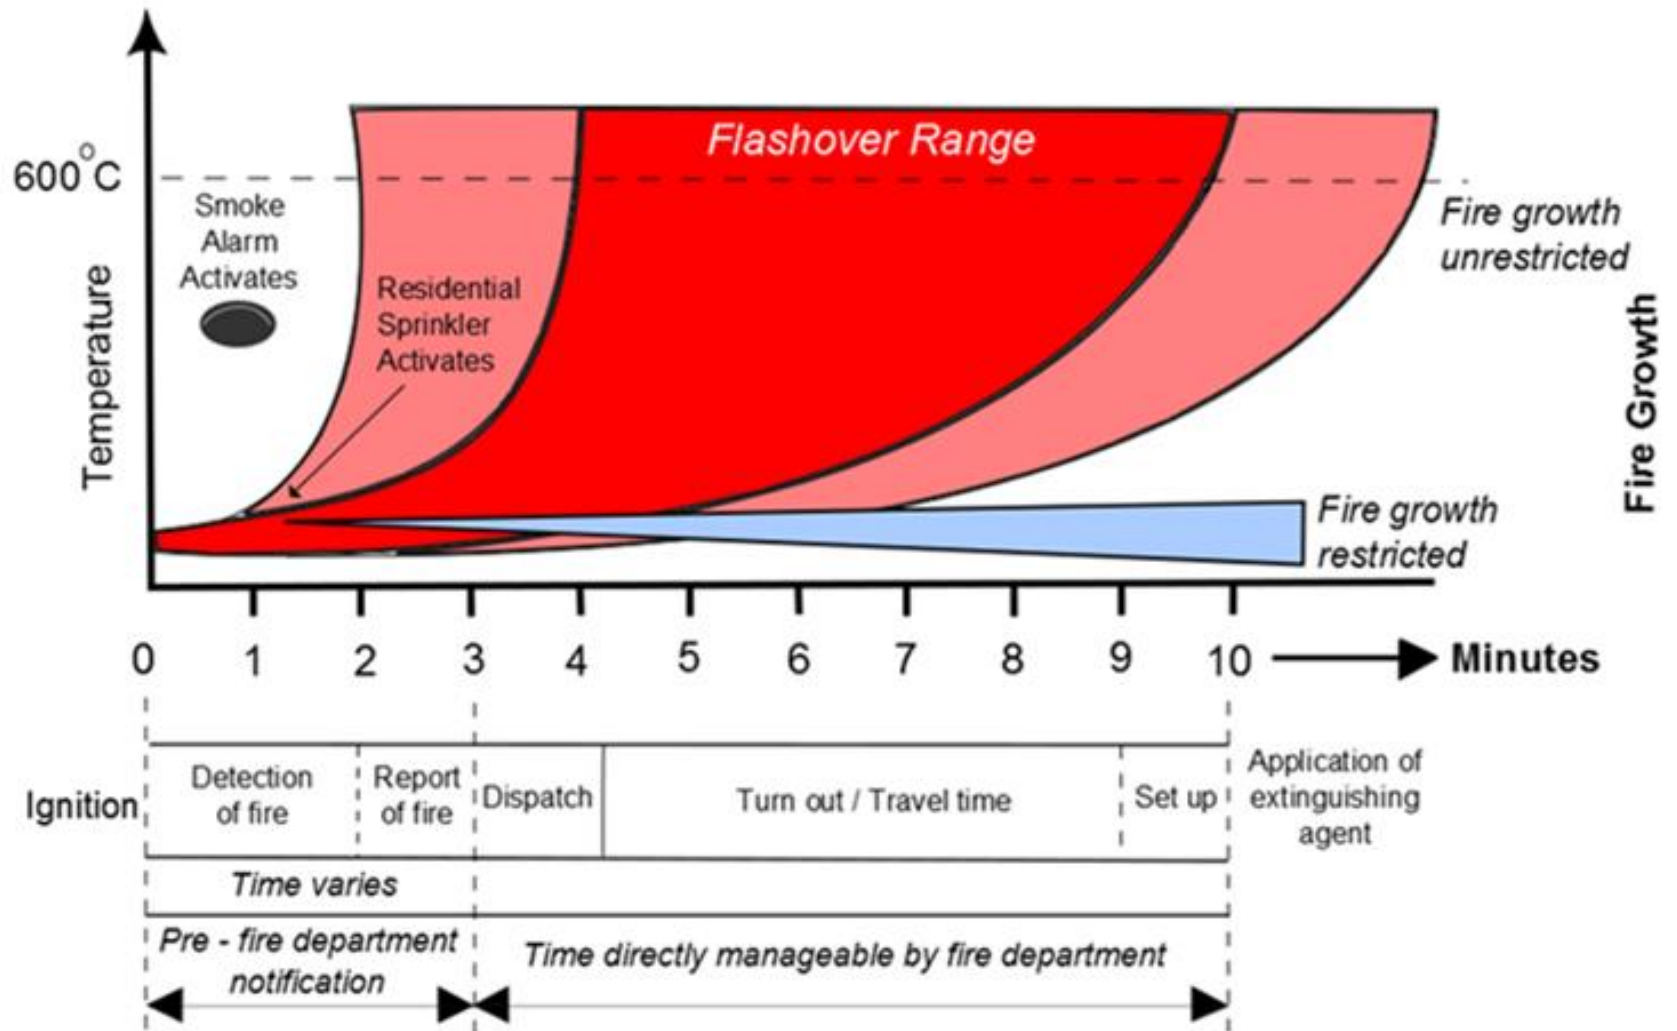 Flashover Range
600°C
Smoke
Alarm
Activates
Residential
Sprinkler
Activates
Temperature
Fire growth
unrestricted
Fire Growth
Fire growth
restricted
0 1 2 3 4 5 6 7 8 9 10 Minutes
Ignition
Detection
of fire
Report
of fire
Dispatch
Turn out / Travel time
Set up
Application of
extinguishing
agent
Time varies
Pre - fire department
notification
Time directly manageable by fire department